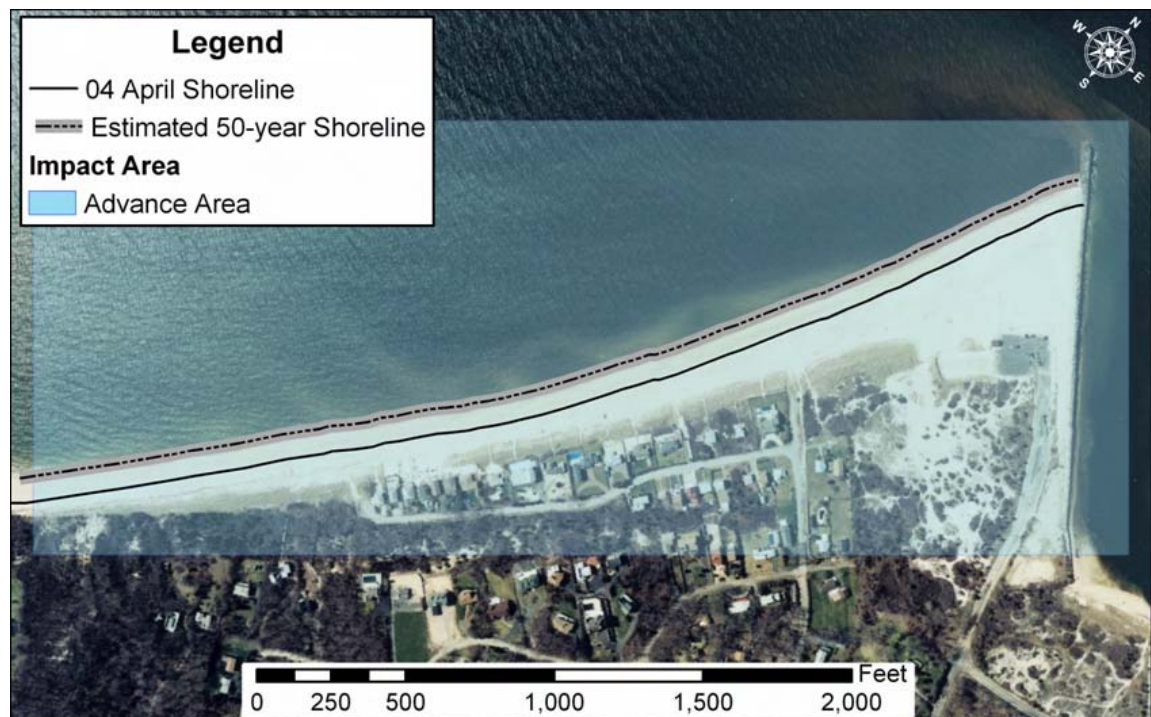 Legend
04 April Shoreline
Estimated 50-year Shoreline
Impact Area
Advance Area
N
W
E
S
Feet
0 250 500 1,000 1,500 2,000